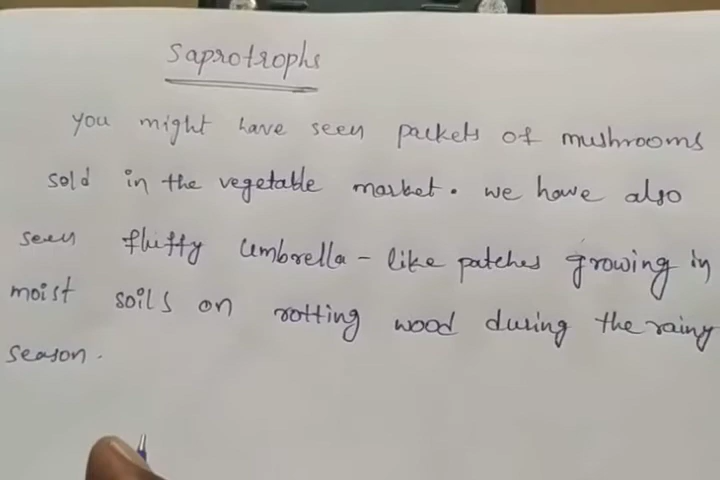 Saprotrophs
You might have seen packets of mushrooms
sold in the vegetable market. we have also
seen fluffy umbrella-like patches growing in
moist soils on rotting wood during the rainy
season.